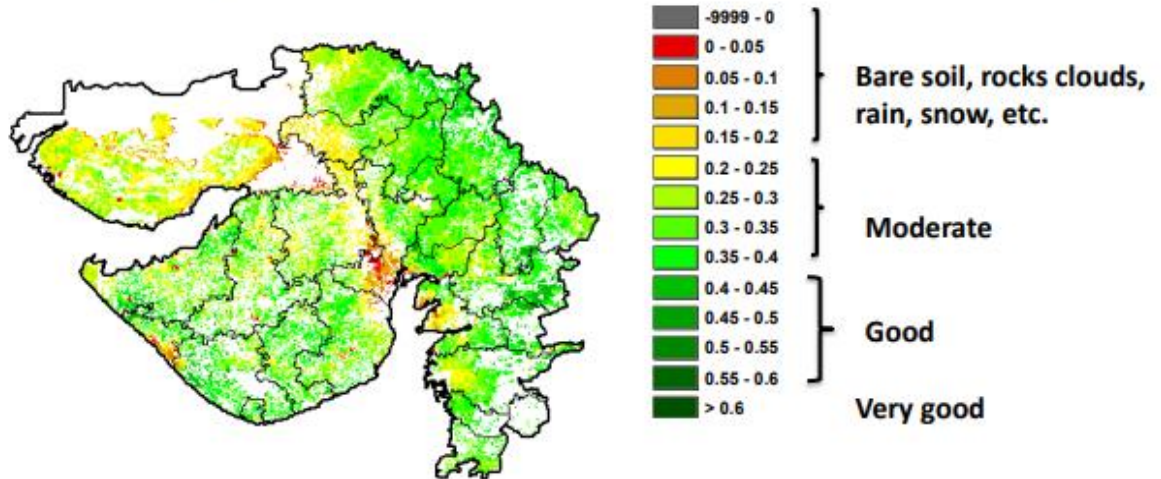 -9999 - 0
0 - 0.05
0.05 - 0.1
0.1 - 0.15
0.15 - 0.2
0.2 - 0.25
0.25 - 0.3
0.3 - 0.35
0.35 - 0.4
0.4 - 0.45
0.45 - 0.5
0.5 - 0.55
0.55 - 0.6
> 0.6
Bare soil, rocks clouds,
rain, snow, etc.
Moderate
Good
Very good